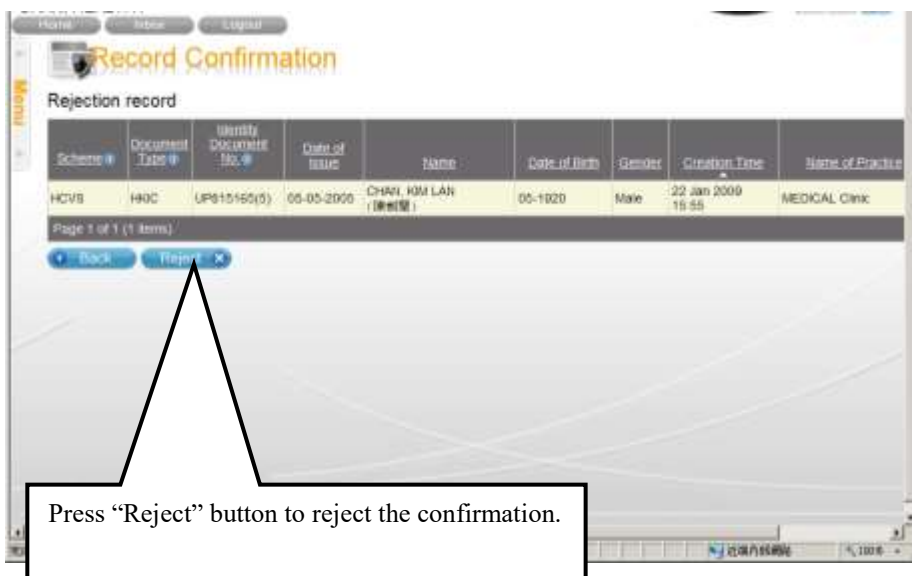 Home Inbox Logout
Record Confirmation
Menu
Rejection record
Scheme Document Type Identity Document No. Date of Issue Name Date of Birth Gender Creation Time Name of Practice
HCVS HKIC UP815165(5) 05-05-2005 CHAN, KIM LAN 05-1920 Male 22 Jan 2009 15:55 MEDICAL Clinic
Page 1 of 1 (1 items)
Back Reject
Press “Reject” button to reject the confirmation.
100%